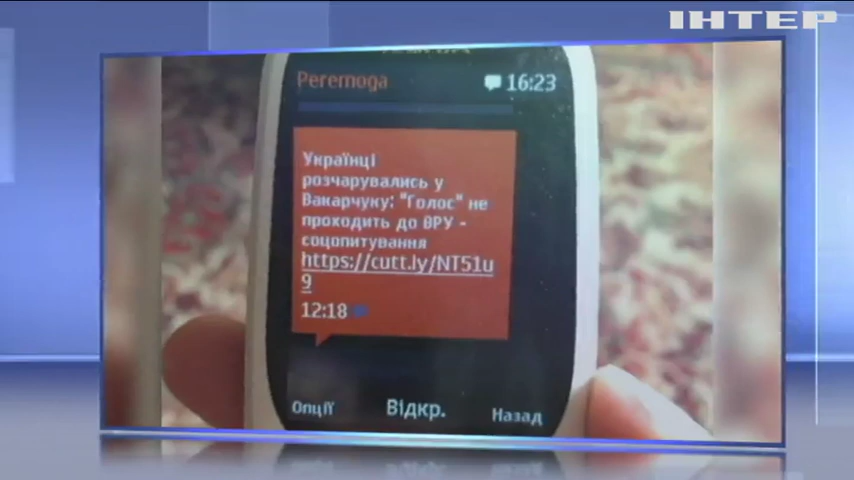 ІНТЕР
Peremoga 16:23
Українці
розчарувались у
Вакарчуку: "Голос" не
проходить до ВРУ -
соцопитування
https://cutt.ly/NT51u
9
12:18
Опції Відкр. Назад